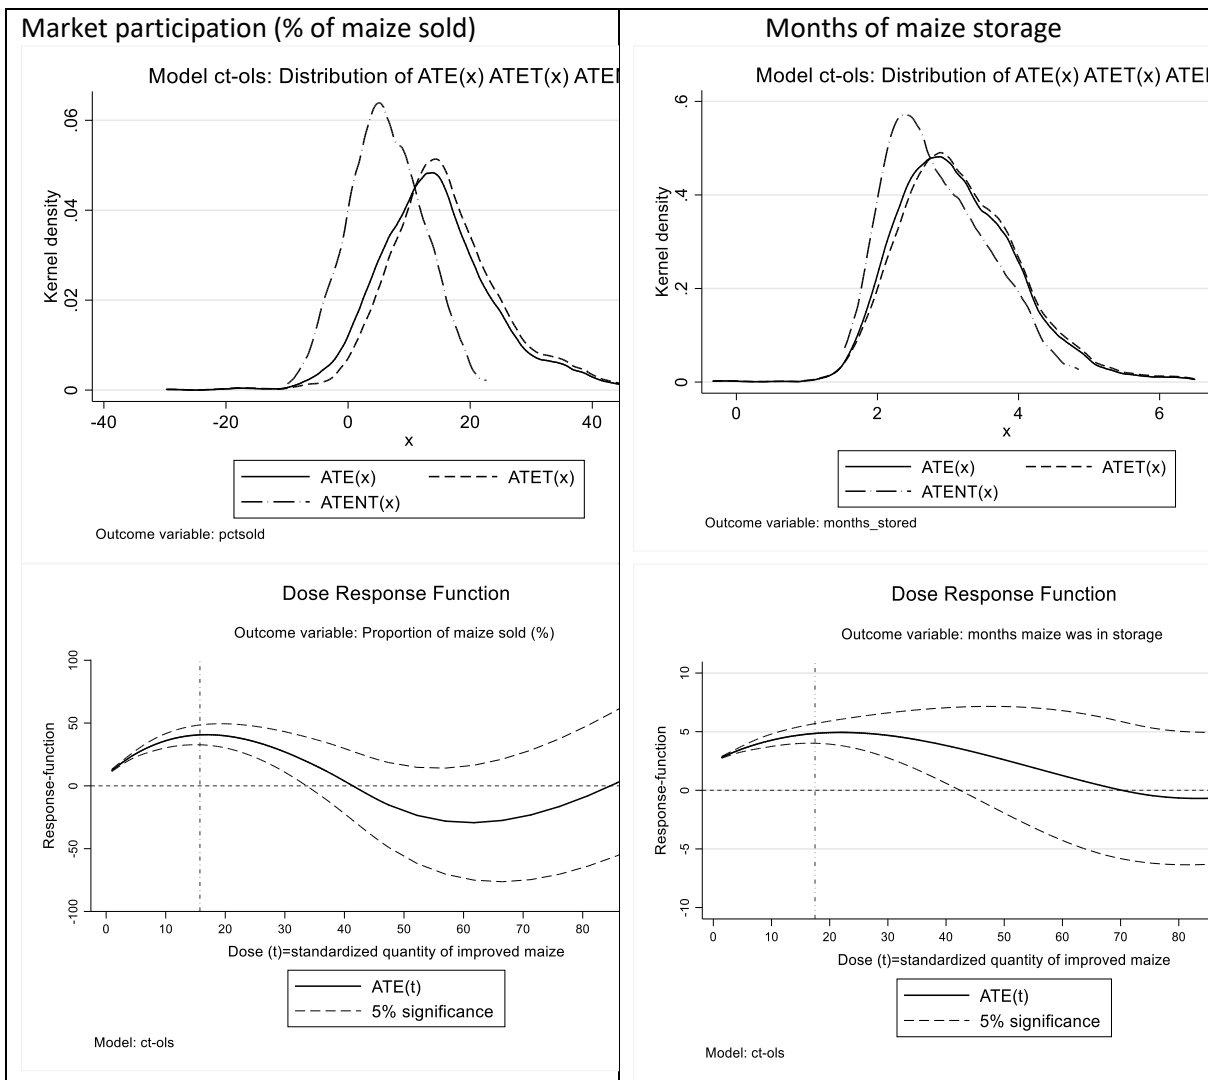 Market participation (% of maize sold)
Model ct-ols: Distribution of ATE(x) ATET(x)
Kernel density
.06
.04
.02
0
-40
-20
0
20
40
x
ATE(x)
ATET(x)
ATENT(x)
Outcome variable: pctsold
Months of maize storage
Model ct-ols: Distribution of ATE(x) ATET(x)
Kernel density
.6
.4
.2
0
0
2
4
6
x
ATE(x)
ATET(x)
ATENT(x)
Outcome variable: months_stored
Dose Response Function
Outcome variable: Proportion of maize sold (%)
Response-function
100
50
0
-50
-100
0
10
20
30
40
50
60
70
80
Dose (t)=standardized quantity of improved maize
ATE(t)
5% significance
Model: ct-ols
Dose Response Function
Outcome variable: months maize was in storage
Response-function
10
5
0
-5
-10
0
10
20
30
40
50
60
70
80
Dose (t)=standardized quantity of improved maize
ATE(t)
5% significance
Model: ct-ols